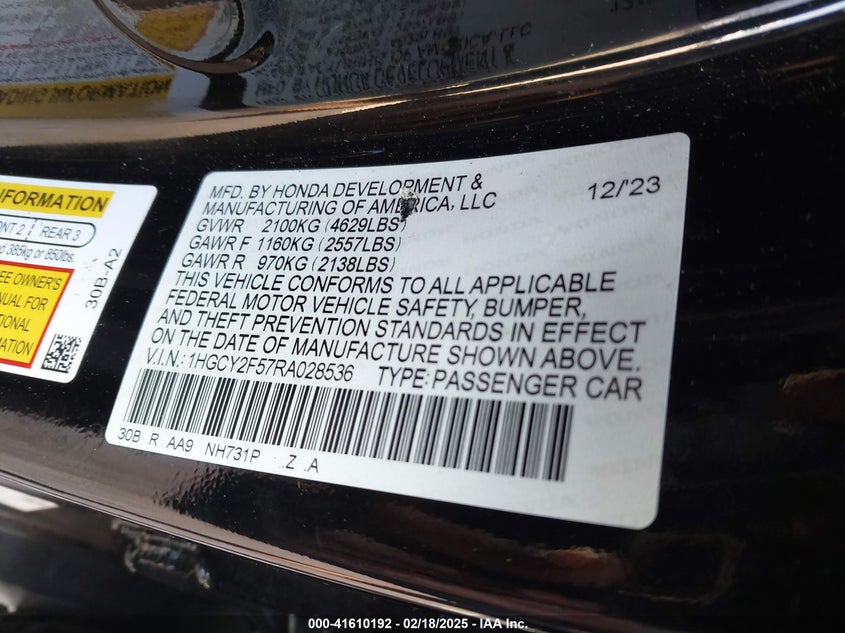 MFD. BY HONDA DEVELOPMENT &
MANUFACTURING OF AMERICA, LLC
12/'23
GVWR 2100KG (4629LBS)
GAWR F 1160KG (2557LBS)
GAWR R 970KG (2138LBS)
THIS VEHICLE CONFORMS TO ALL APPLICABLE
FEDERAL MOTOR VEHICLE SAFETY, BUMPER,
AND THEFT PREVENTION STANDARDS IN EFFECT
ON THE DATE OF MANUFACTURE SHOWN ABOVE.
V.I.N.: 1HGCY2F57RA028536 TYPE: PASSENGER CAR
30B R AA9 NH731P .Z .A
INFORMATION
2 REAR 3
385kg or 850lbs.
30B-A2
OWNER'S
FOR
000-41610192 - 02/18/2025 - IAA Inc.